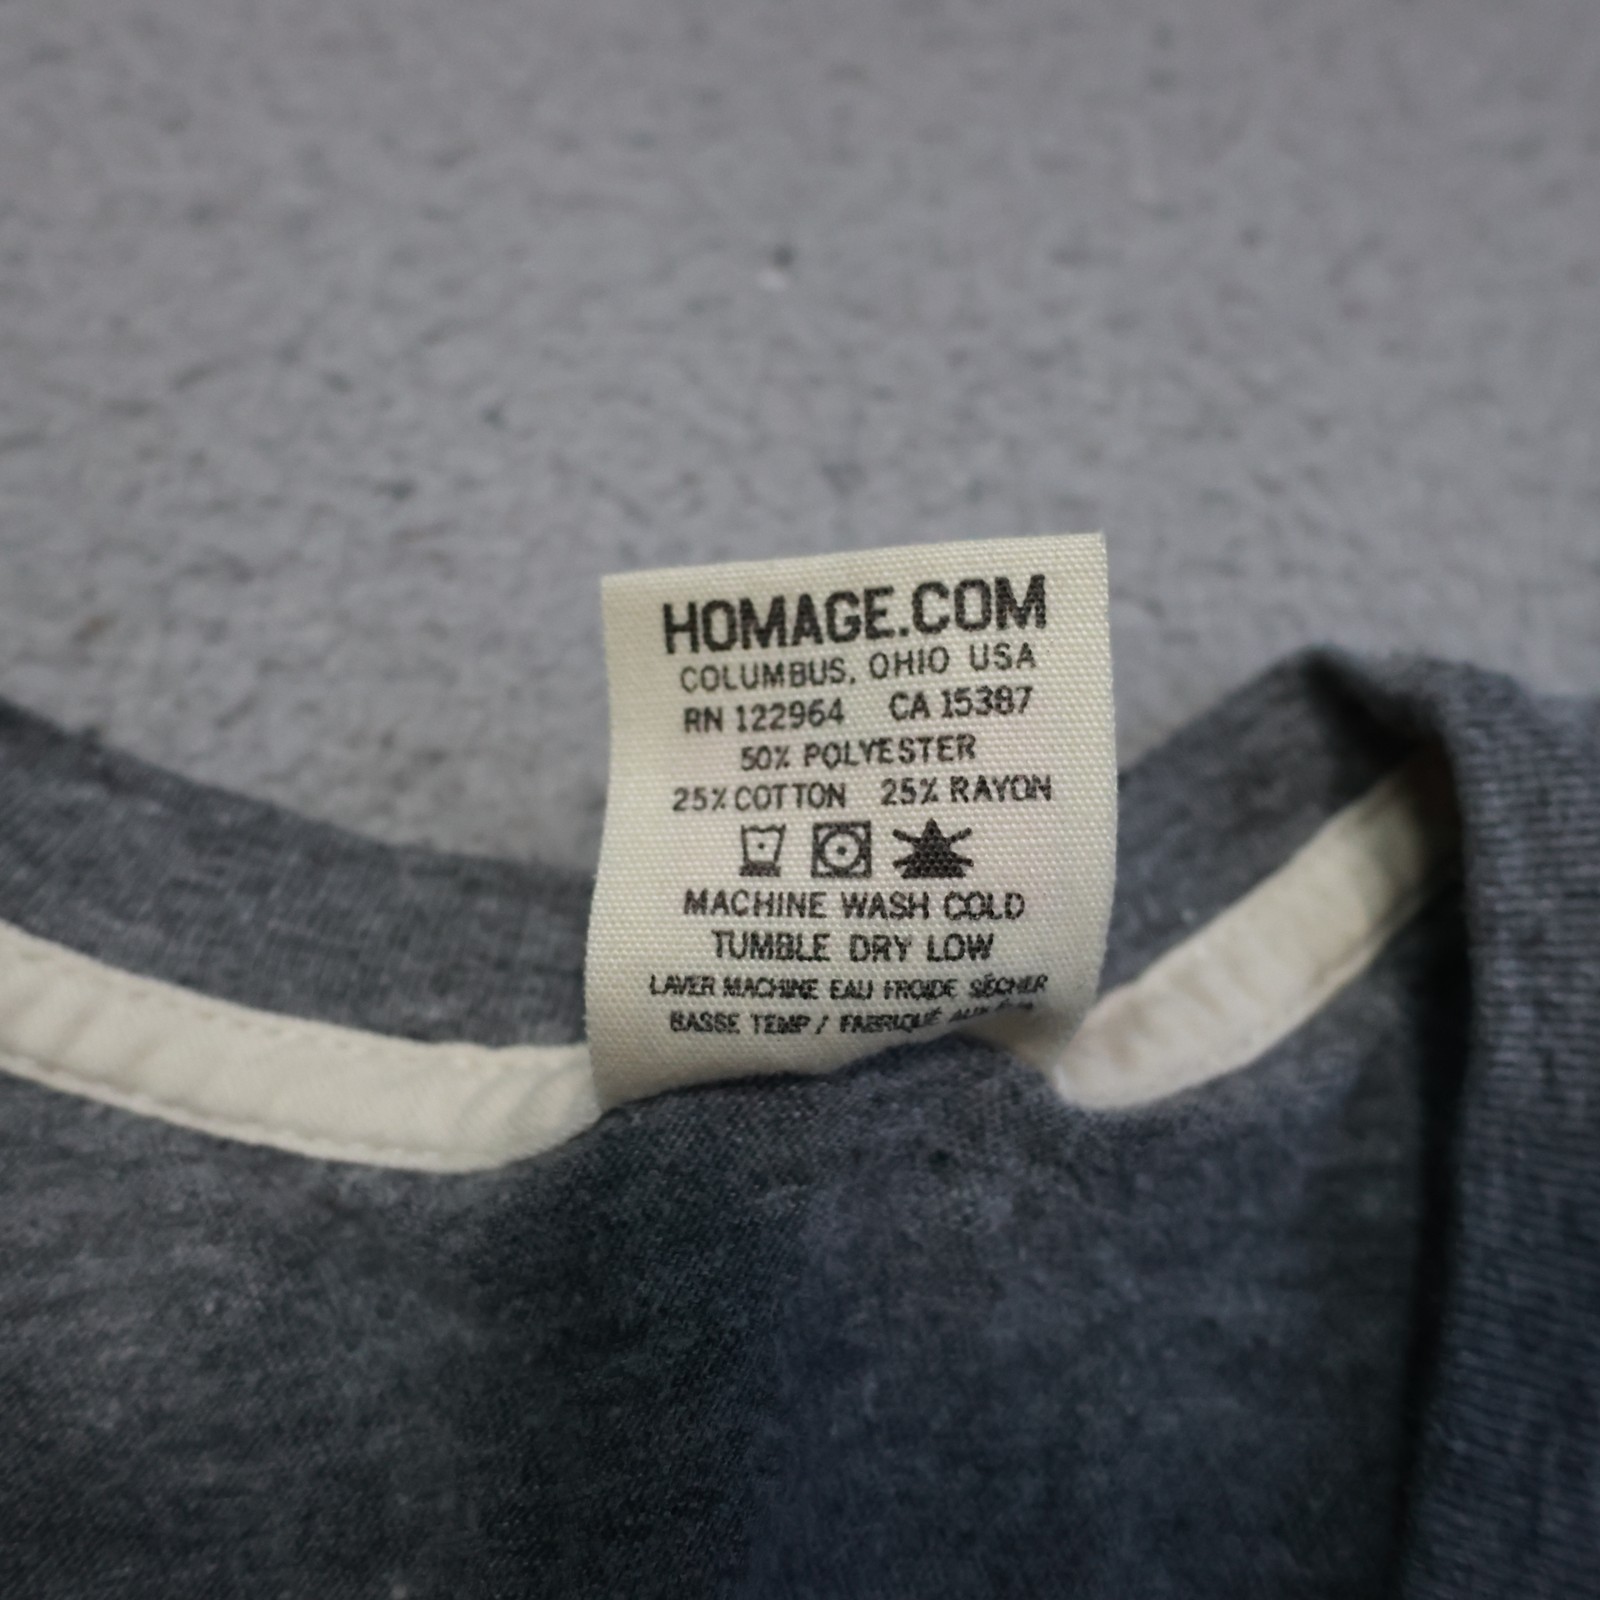 HOMAGE.COM
COLUMBUS, OHIO USA
RN 122964 CA 15387
50% POLYESTER
25% COTTON 25% RAYON
MACHINE WASH COLD
TUMBLE DRY LOW
LAVER MACHINE EAU FROIDE SÉCHER
BASSE TEMP / FABRIQUÉ AUX